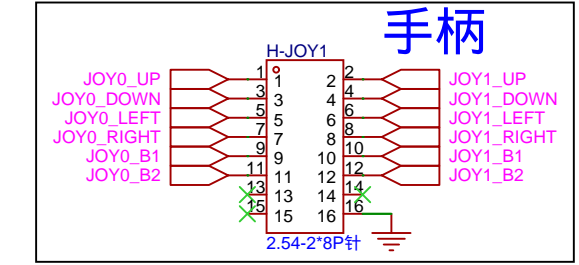 手柄
H-JOY1
JOY0_UP 1 1 2 2 JOY1_UP
JOY0_DOWN 3 3 4 4 JOY1_DOWN
JOY0_LEFT 5 5 6 6 JOY1_LEFT
JOY0_RIGHT 7 7 8 8 JOY1_RIGHT
JOY0_B1 9 9 10 10 JOY1_B1
JOY0_B2 11 11 12 12 JOY1_B2
13 13 14 14
15 15 16 16
2.54-2*8P针